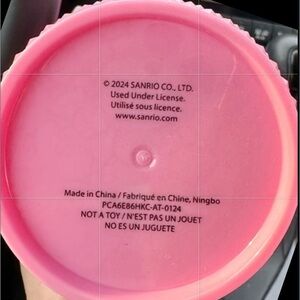 © 2024 SANRIO CO., LTD.
Used Under License.
Utilisé sous licence.
www.sanrio.com
Made in China / Fabriqué en Chine, Ningbo
PCA6E86HKC-AT-0124
NOT A TOY / N'EST PAS UN JOUET
NO ES UN JUGUETE